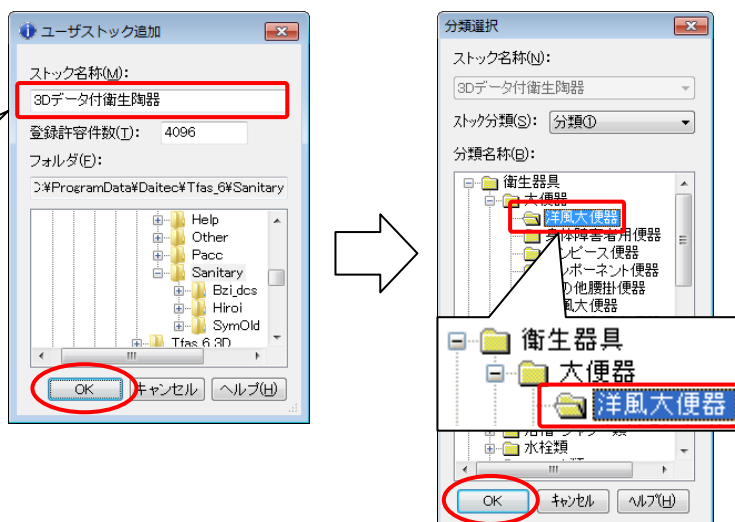 ユーザストック追加
ストック名称(M):
3Dデータ付衛生陶器
登録許容件数(T): 4096
フォルダ(F):
:¥ProgramData¥Daitec¥Tfas_6¥Sanitary
Help
Other
Pacc
Sanitary
Bzi_dcs
Hiroi
SymOld
Tfas 6 3D
OK
キャンセル
ヘルプ(H)
分類選択
ストック名称(N):
3Dデータ付衛生陶器
ストック分類(S): 分類①
分類名称(B):
衛生器具
大便器
洋風大便器
身体障害者用便器
ンピース便器
ンポーネント便器
の他腰掛便器
風大便器
衛生器具
大便器
洋風大便器
水栓類
OK
キャンセル
ヘルプ(H)